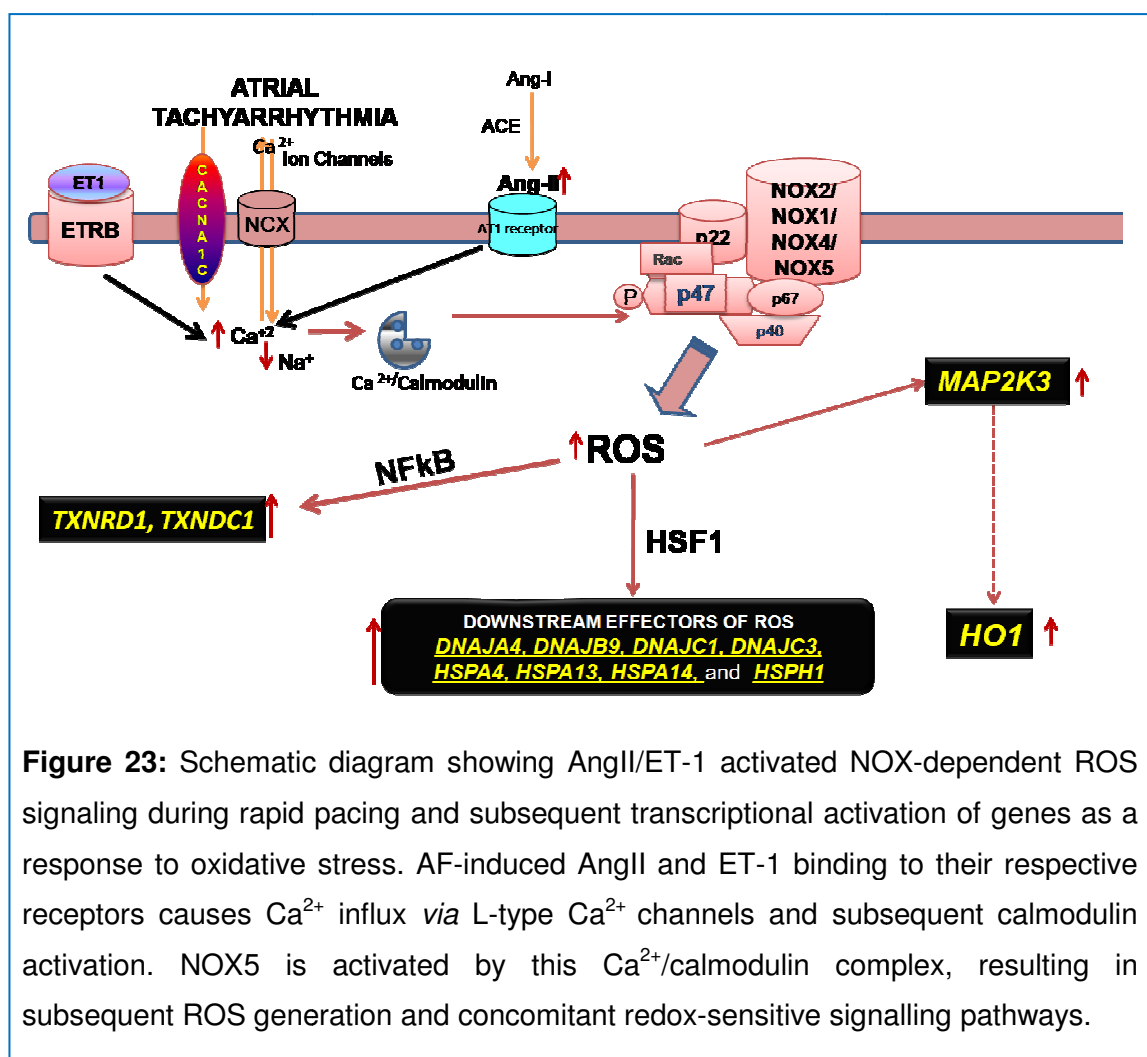 ATRIAL
TACHYARRHYTHMIA
Ca 2+
Ion Channels
Ang-I
ACE
Ang-II
ET1
ETRB
CACNA1C
NCX
AT1 receptor
p22
NOX2/
NOX1/
NOX4/
NOX5
Rac
P
p47
p67
p40
Ca+2
Na+
Ca 2+/Calmodulin
MAP2K3
ROS
NFkB
TXNRD1, TXNDC1
HSF1
DOWNSTREAM EFFECTORS OF ROS
DNAJA4, DNAJB9, DNAJC1, DNAJC3,
HSPA4, HSPA13, HSPA14, and HSPH1
HO1
Figure 23: Schematic diagram showing AngII/ET-1 activated NOX-dependent ROS
signaling during rapid pacing and subsequent transcriptional activation of genes as a
response to oxidative stress. AF-induced AngII and ET-1 binding to their respective
receptors causes Ca2+ influx via L-type Ca2+ channels and subsequent calmodulin
activation. NOX5 is activated by this Ca2+/calmodulin complex, resulting in
subsequent ROS generation and concomitant redox-sensitive signalling pathways.